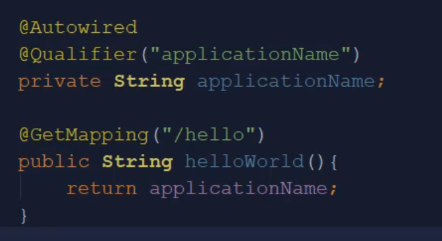 @Autowired
@Qualifier("applicationName")
private String applicationName;
@GetMapping("/hello")
public String helloWorld(){
return applicationName;
}